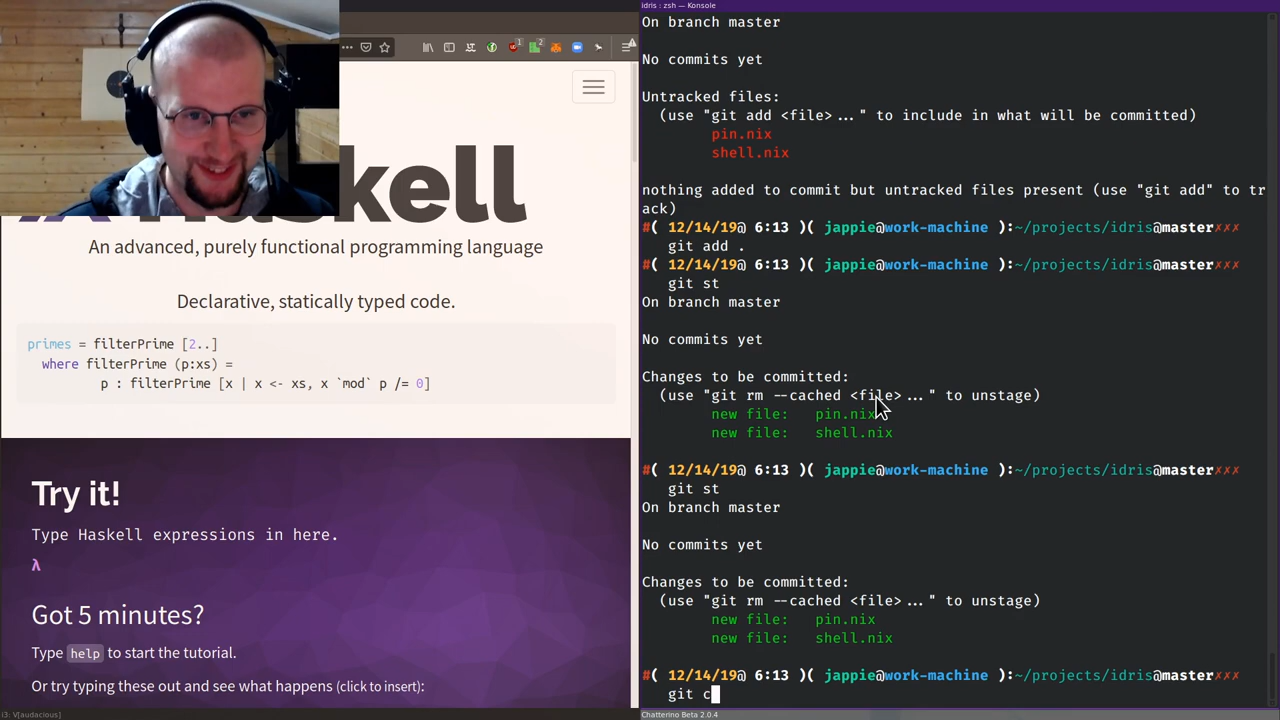 idris : zsh — Konsole
kell
An advanced, purely functional programming language
Declarative, statically typed code.
primes = filterPrime [2..]
where filterPrime (p:xs) =
p : filterPrime [x | x <- xs, x `mod` p /= 0]
Try it!
Type Haskell expressions in here.
λ
Got 5 minutes?
Type help to start the tutorial.
Or try typing these out and see what happens (click to insert):
i3: V[audacious]
On branch master
No commits yet
Untracked files:
(use "git add <file>..." to include in what will be committed)
pin.nix
shell.nix
nothing added to commit but untracked files present (use "git add" to tr
ack)
#( 12/14/19@ 6:13 )( jappie@work-machine ):~/projects/idris@master✗✗✗
git add .
#( 12/14/19@ 6:13 )( jappie@work-machine ):~/projects/idris@master✗✗✗
git st
On branch master
No commits yet
Changes to be committed:
(use "git rm --cached <file>..." to unstage)
new file: pin.nix
new file: shell.nix
#( 12/14/19@ 6:13 )( jappie@work-machine ):~/projects/idris@master✗✗✗
git st
On branch master
No commits yet
Changes to be committed:
(use "git rm --cached <file>..." to unstage)
new file: pin.nix
new file: shell.nix
#( 12/14/19@ 6:13 )( jappie@work-machine ):~/projects/idris@master✗✗✗
git c
Chatterino Beta 2.0.4